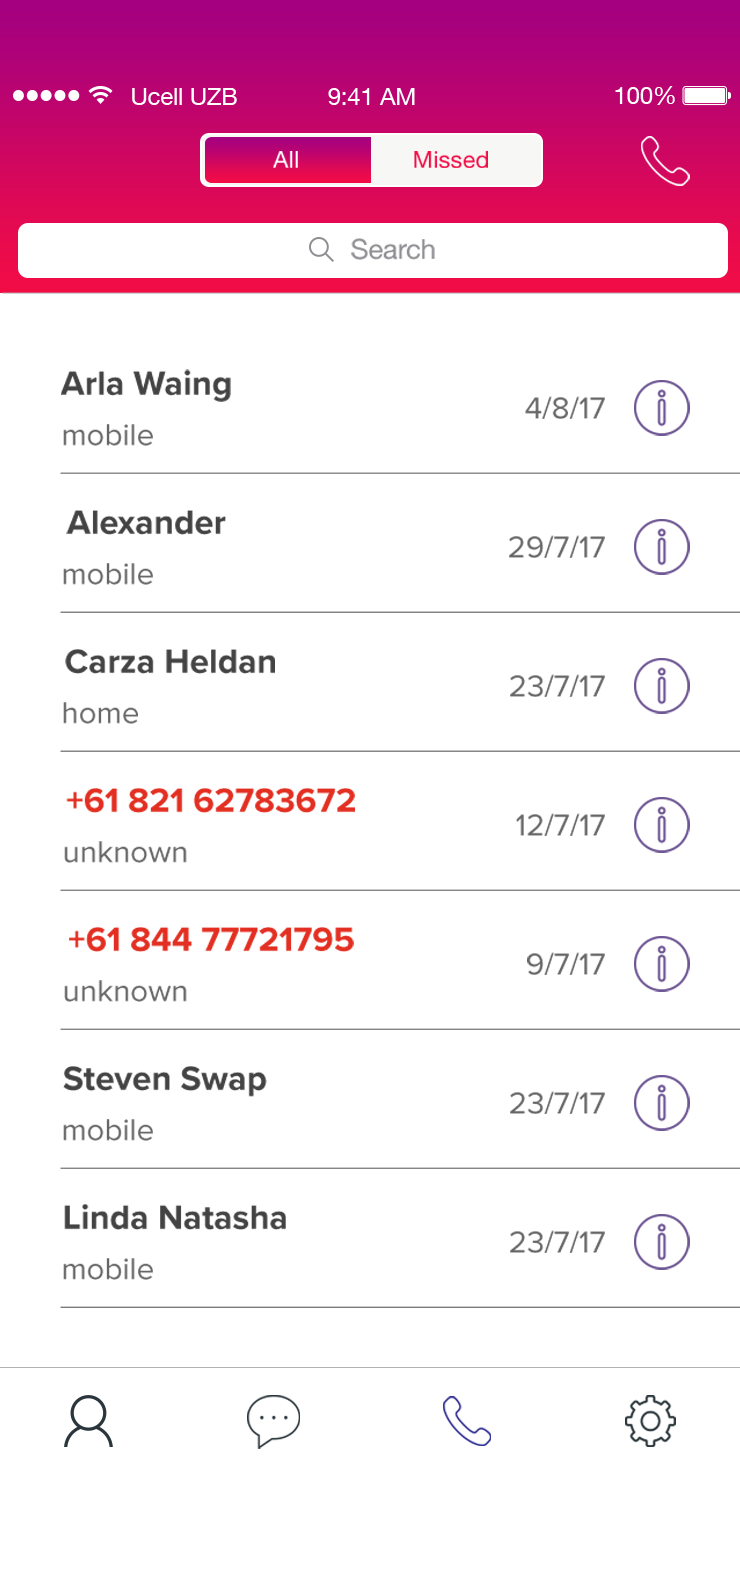 Ucell UZB 9:41 AM 100%
All Missed
Search
Arla Waing
4/8/17
mobile
Alexander
29/7/17
mobile
Carza Heldan
23/7/17
home
+61 821 62783672
12/7/17
unknown
+61 844 77721795
9/7/17
unknown
Steven Swap
23/7/17
mobile
Linda Natasha
23/7/17
mobile